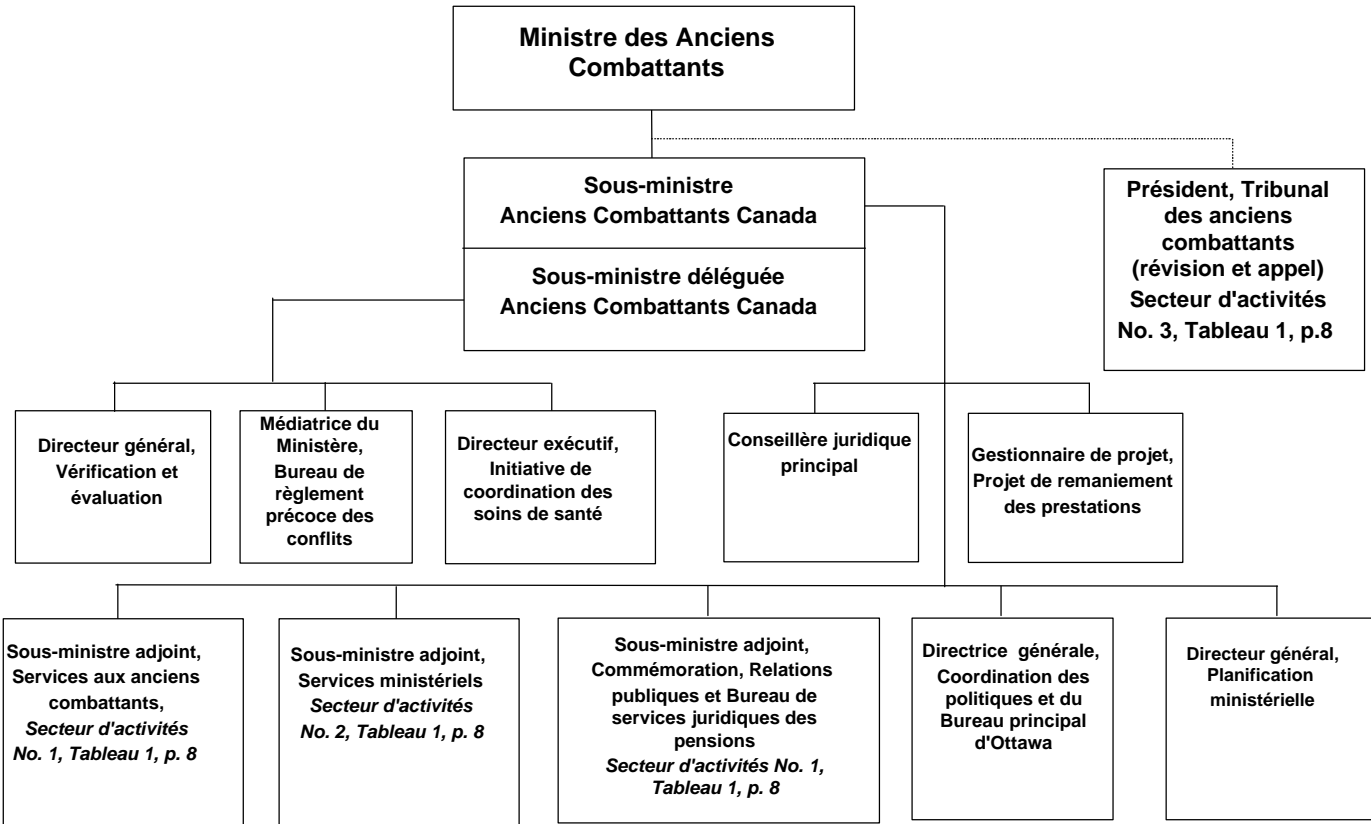 Ministre des Anciens
Combattants
Sous-ministre
Anciens Combattants Canada
Sous-ministre déléguée
Anciens Combattants Canada
Président, Tribunal
des anciens
combattants
(révision et appel)
Secteur d'activités
No. 3, Tableau 1, p.8
Directeur général,
Vérification et
évaluation
Médiatrice du
Ministère,
Bureau de
règlement
précoce des
conflits
Directeur exécutif,
Initiative de
coordination des
soins de santé
Conseillère juridique
principal
Gestionnaire de projet,
Projet de remaniement
des prestations
Sous-ministre adjoint,
Services aux anciens
combattants,
Secteur d'activités
No. 1, Tableau 1, p. 8
Sous-ministre adjoint,
Services ministériels
Secteur d'activités
No. 2, Tableau 1, p. 8
Sous-ministre adjoint,
Commémoration, Relations
publiques et Bureau de
services juridiques des
pensions
Secteur d'activités No. 1,
Tableau 1, p. 8
Directrice générale,
Coordination des
politiques et du
Bureau principal
d'Ottawa
Directeur général,
Planification
ministérielle